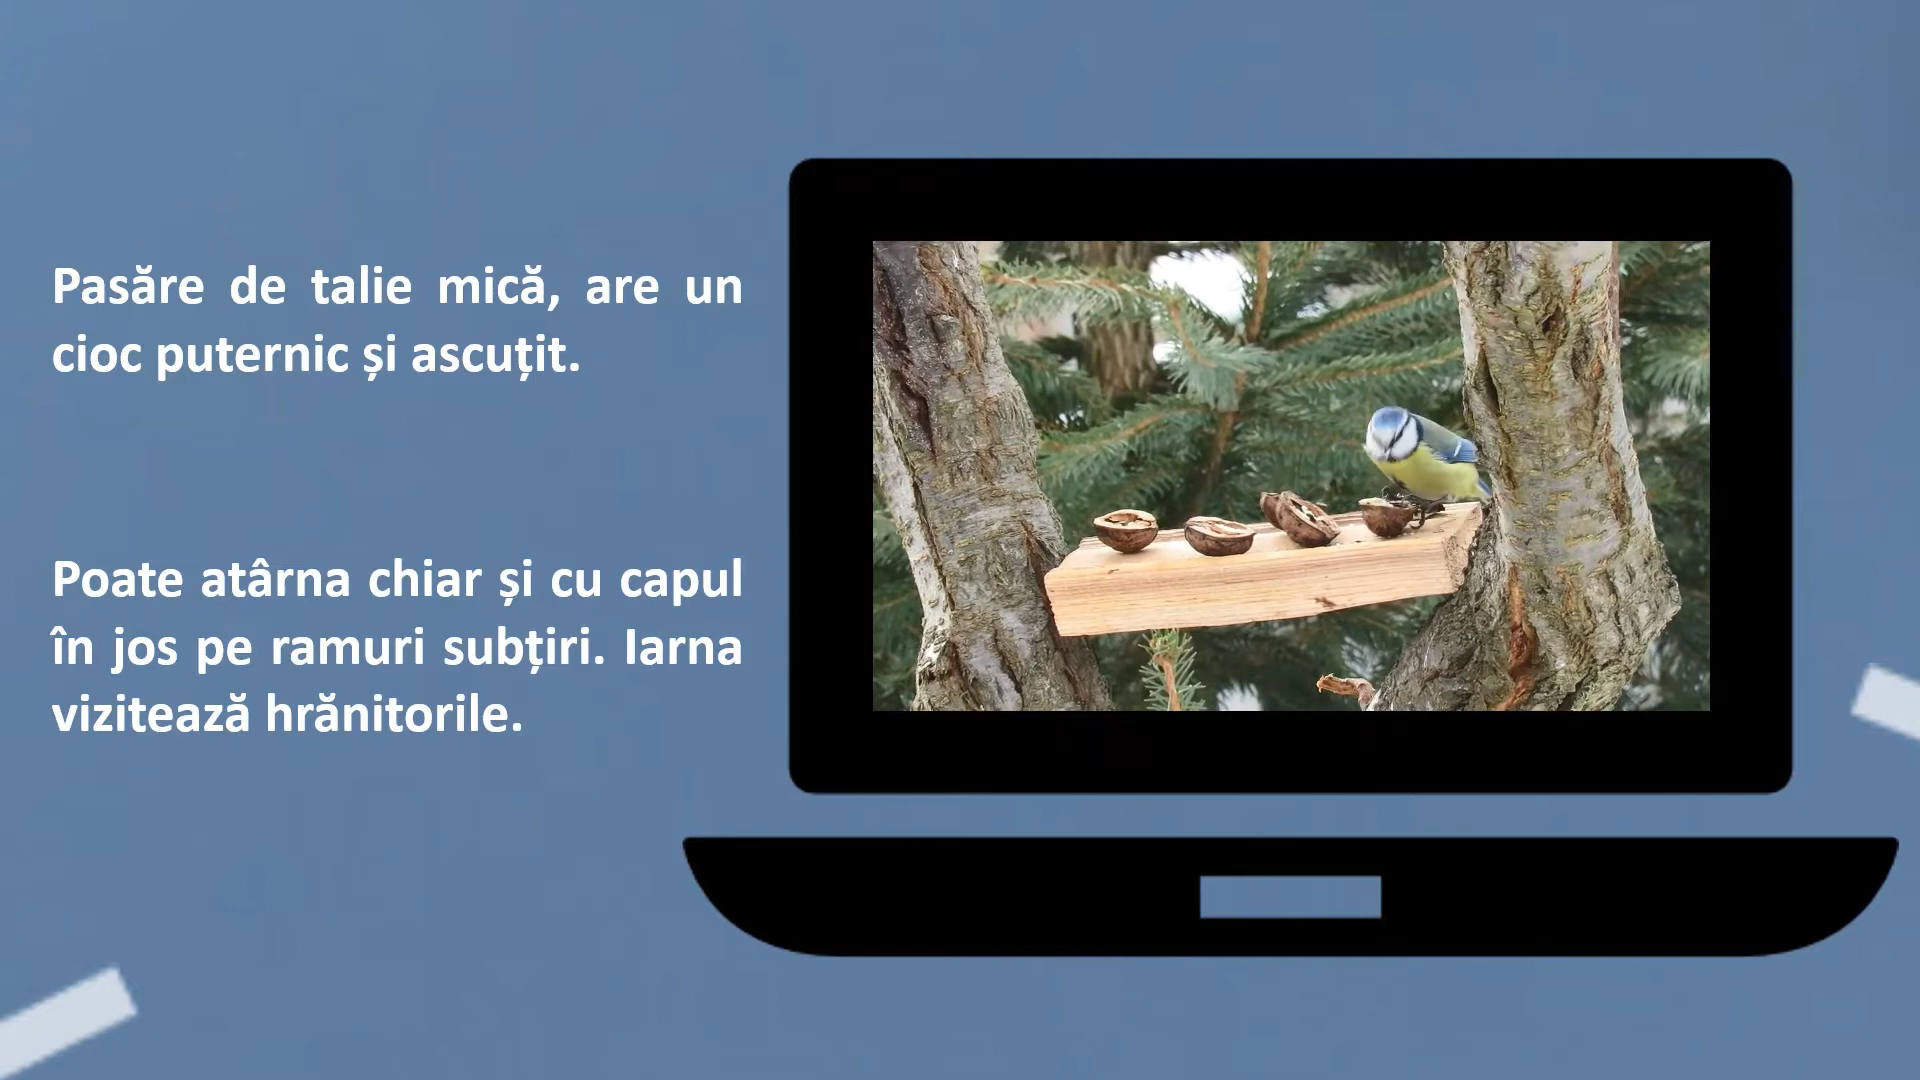 Pasăre de talie mică, are un
cioc puternic și ascuțit.
Poate atârna chiar și cu capul
în jos pe ramuri subțiri. Iarna
vizitează hrănitorile.